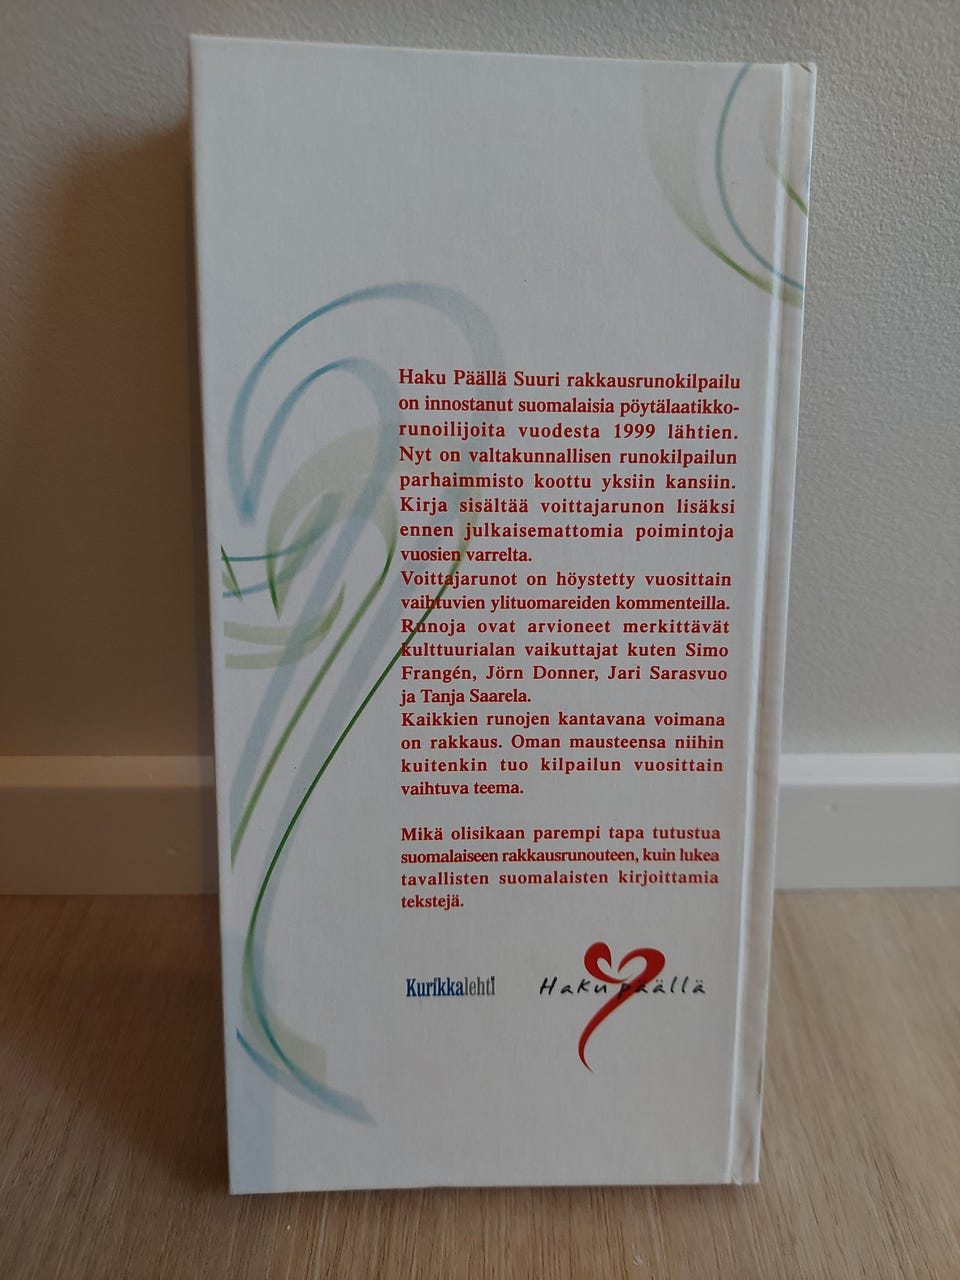 Haku Päällä Suuri rakkausrunokilpailu
on innostanut suomalaisia pöytälaatikko-
runoilijoita vuodesta 1999 lähtien.
Nyt on valtakunnallisen runokilpailun
parhaimmisto koottu yksiin kansiin.
Kirja sisältää voittajarunon lisäksi
ennen julkaisemattomia poimintoja
vuosien varrelta.
Voittajarunot on höystetty vuosittain
vaihtuvien ylituomareiden kommenteilla.
Runoja ovat arvioneet merkittävät
kulttuurialan vaikuttajat kuten Simo
Frangén, Jörn Donner, Jari Sarasvuo
ja Tanja Saarela.
Kaikkien runojen kantavana voimana
on rakkaus. Oman mausteensa niihin
kuitenkin tuo kilpailun vuosittain
vaihtuva teema.
Mikä olisikaan parempi tapa tutustua
suomalaiseen rakkausrunouteen, kuin lukea
tavallisten suomalaisten kirjoittamia
tekstejä.
Kurikkalehti
Haku päällä